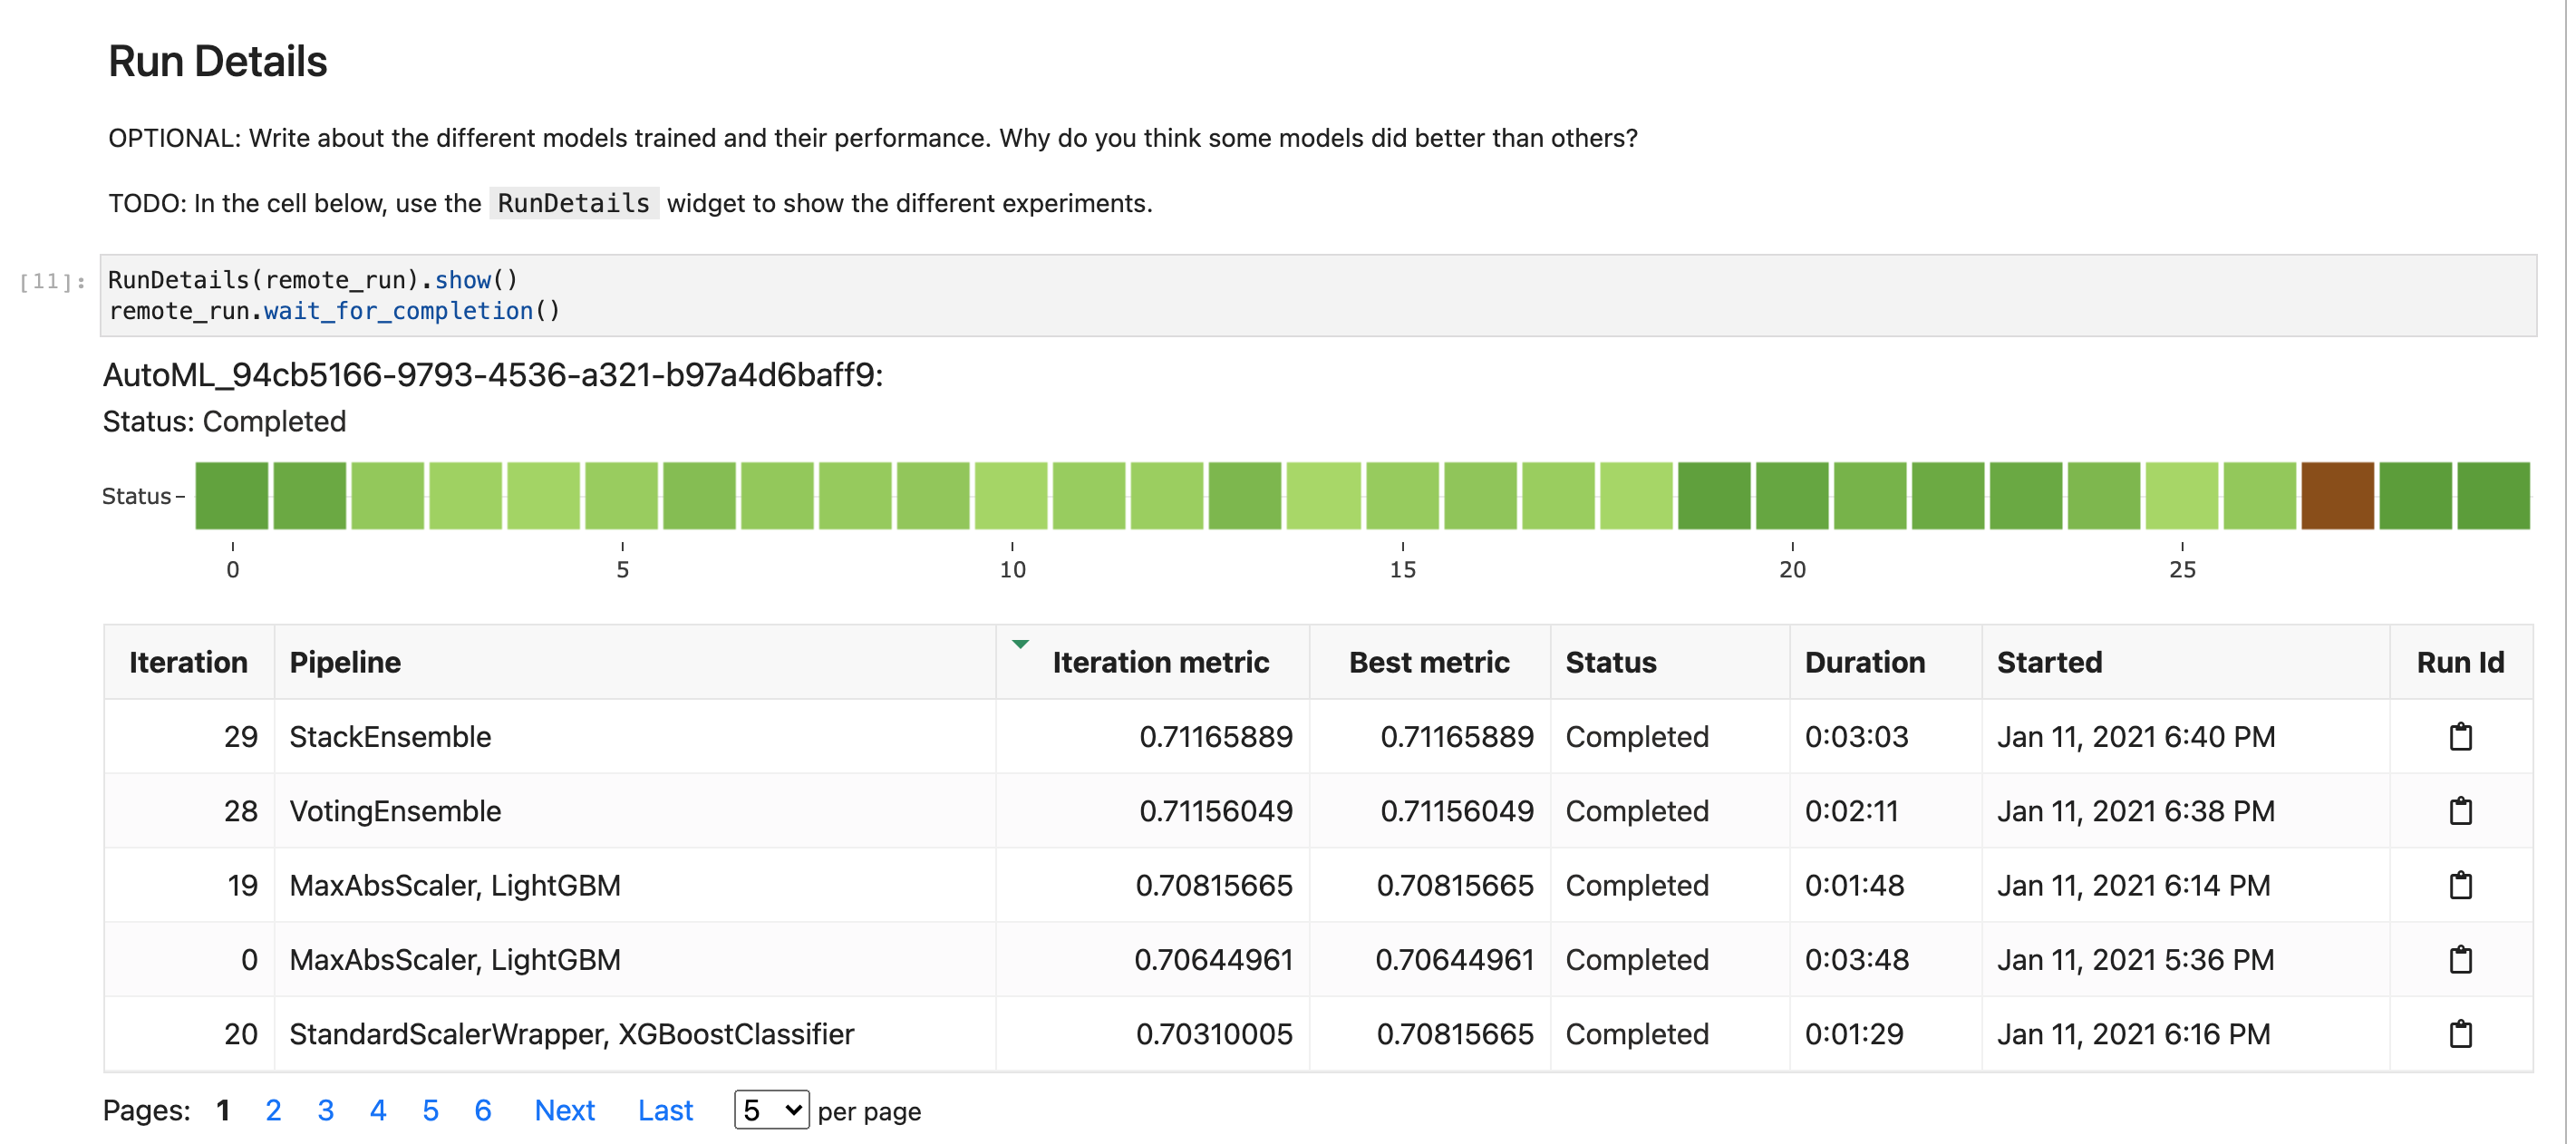 Run Details
OPTIONAL: Write about the different models trained and their performance. Why do you think some models did better than others?
TODO: In the cell below, use the RunDetails widget to show the different experiments.
[11]: RunDetails(remote_run).show()
remote_run.wait_for_completion()
AutoML_94cb5166-9793-4536-a321-b97a4d6baff9:
Status: Completed
Status
0 5 10 15 20 25
Iteration Pipeline Iteration metric Best metric Status Duration Started Run Id
29 StackEnsemble 0.71165889 0.71165889 Completed 0:03:03 Jan 11, 2021 6:40 PM
28 VotingEnsemble 0.71156049 0.71156049 Completed 0:02:11 Jan 11, 2021 6:38 PM
19 MaxAbsScaler, LightGBM 0.70815665 0.70815665 Completed 0:01:48 Jan 11, 2021 6:14 PM
0 MaxAbsScaler, LightGBM 0.70644961 0.70644961 Completed 0:03:48 Jan 11, 2021 5:36 PM
20 StandardScalerWrapper, XGBoostClassifier 0.70310005 0.70815665 Completed 0:01:29 Jan 11, 2021 6:16 PM
Pages: 1 2 3 4 5 6 Next Last 5 per page